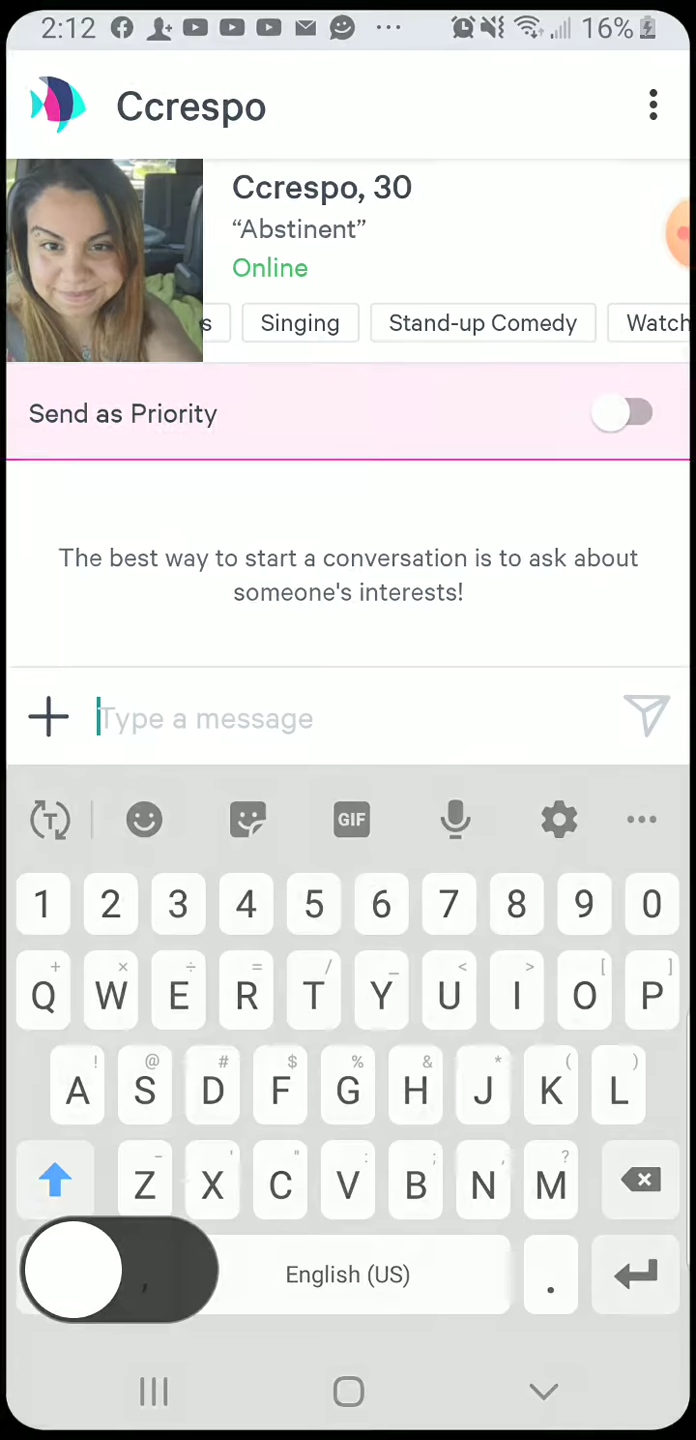 2:12 ··· 16%
Ccrespo
Ccrespo, 30
“Abstinent”
Online
s Singing Stand-up Comedy Watch
Send as Priority
The best way to start a conversation is to ask about
someone's interests!
Type a message
T GIF ···
1 2 3 4 5 6 7 8 9 0
+ × ÷ = / _ < > [ ]
Q W E R T Y U I O P
! @ # $ % & * ( )
A S D F G H J K L
- ' " : ; , ?
Z X C V B N M
, English (US) .